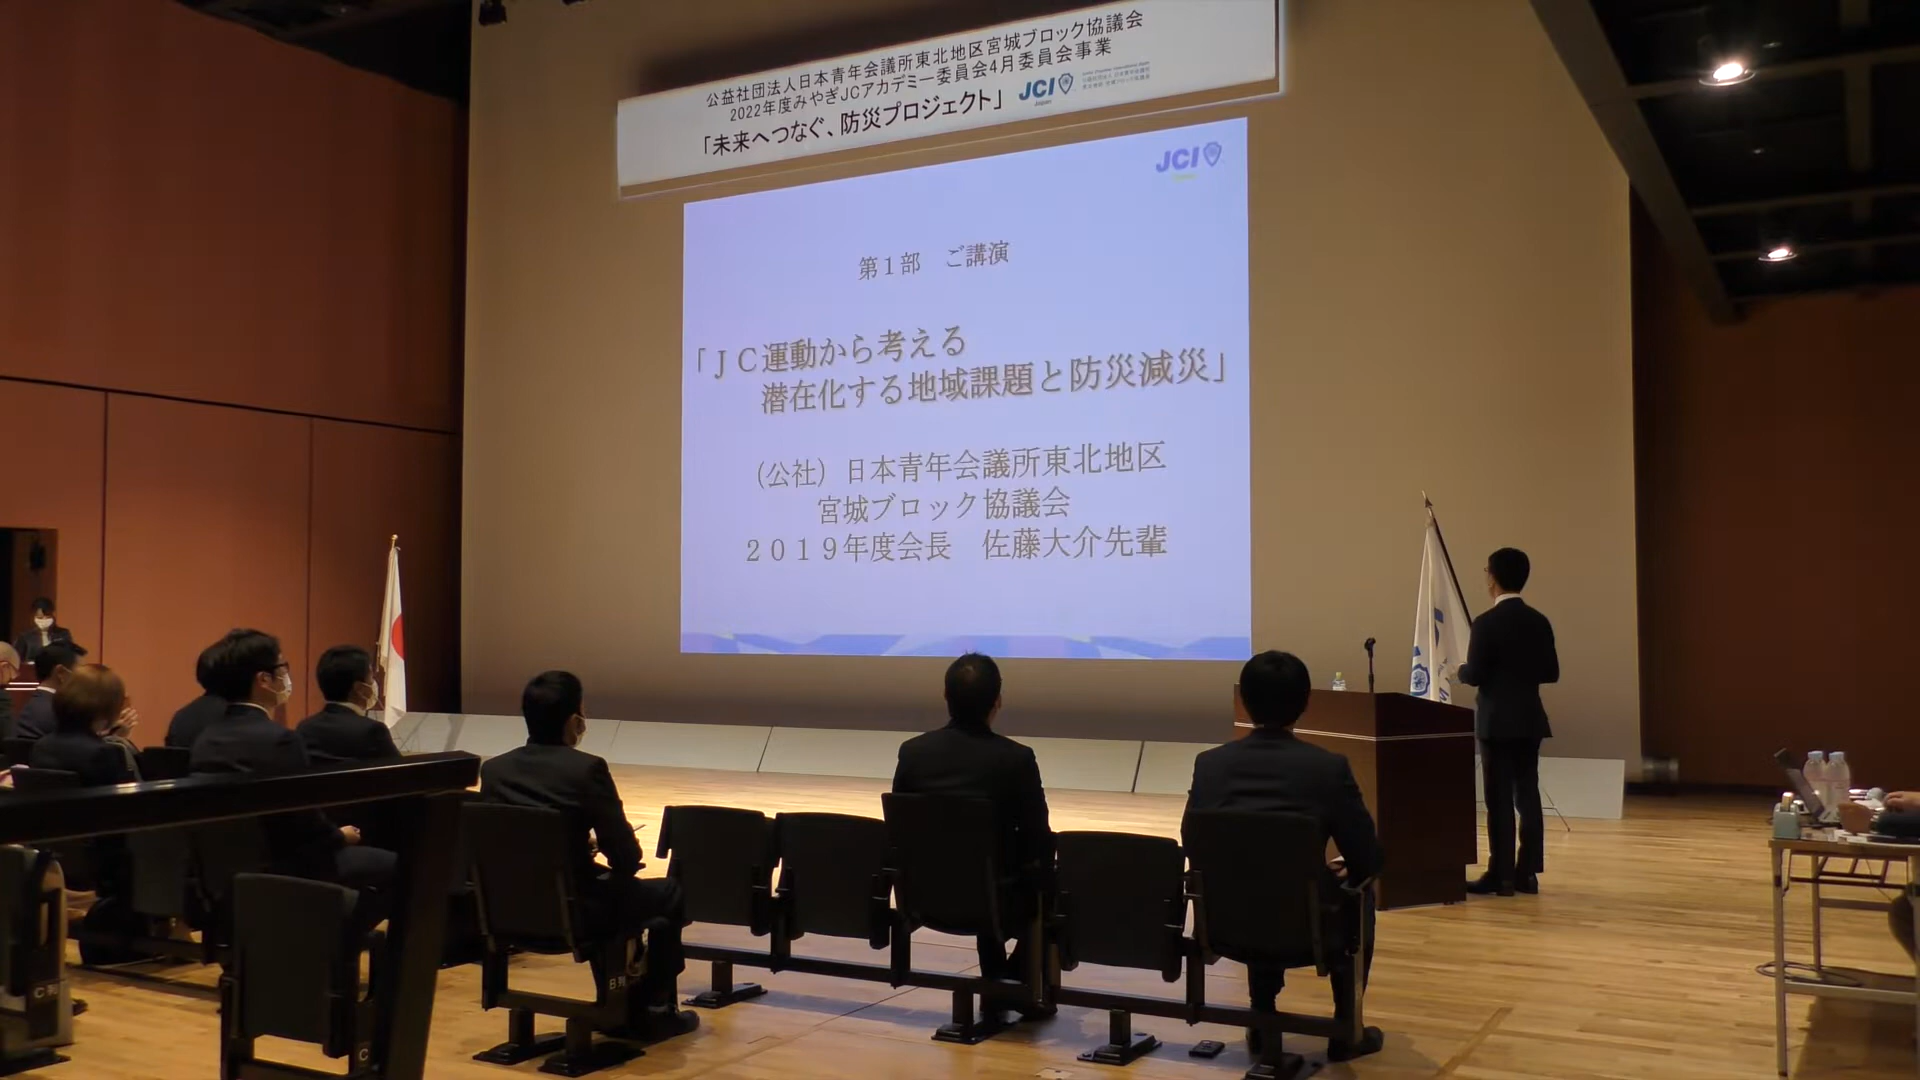 公益社団法人日本青年会議所東北地区宮城ブロック協議会
2022年度みやぎJCアカデミー委員会4月委員会事業
「未来へつなぐ、防災プロジェクト」
JCI
Japan
JCI
第1部 ご講演
「JC運動から考える
潜在化する地域課題と防災減災」
(公社) 日本青年会議所東北地区
宮城ブロック協議会
2019年度会長 佐藤大介先輩
C列
B列
C